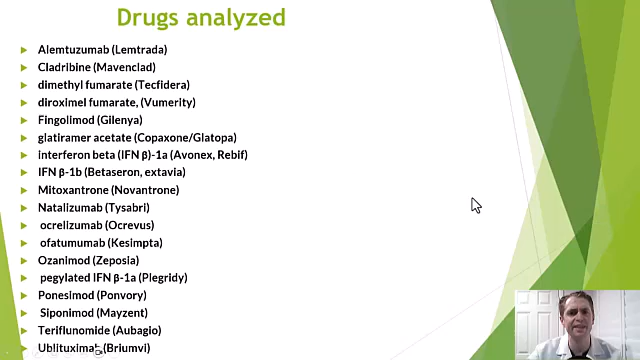 Drugs analyzed
Alemtuzumab (Lemtrada)
Cladribine (Mavenclad)
dimethyl fumarate (Tecfidera)
diroximel fumarate, (Vumerity)
Fingolimod (Gilenya)
glatiramer acetate (Copaxone/Glatopa)
interferon beta (IFN β)-1a (Avonex, Rebif)
IFN β-1b (Betaseron, extavia)
Mitoxantrone (Novantrone)
Natalizumab (Tysabri)
ocrelizumab (Ocrevus)
ofatumumab (Kesimpta)
Ozanimod (Zeposia)
pegylated IFN β-1a (Plegridy)
Ponesimod (Ponvory)
Siponimod (Mayzent)
Teriflunomide (Aubagio)
Ublituximab (Briumvi)